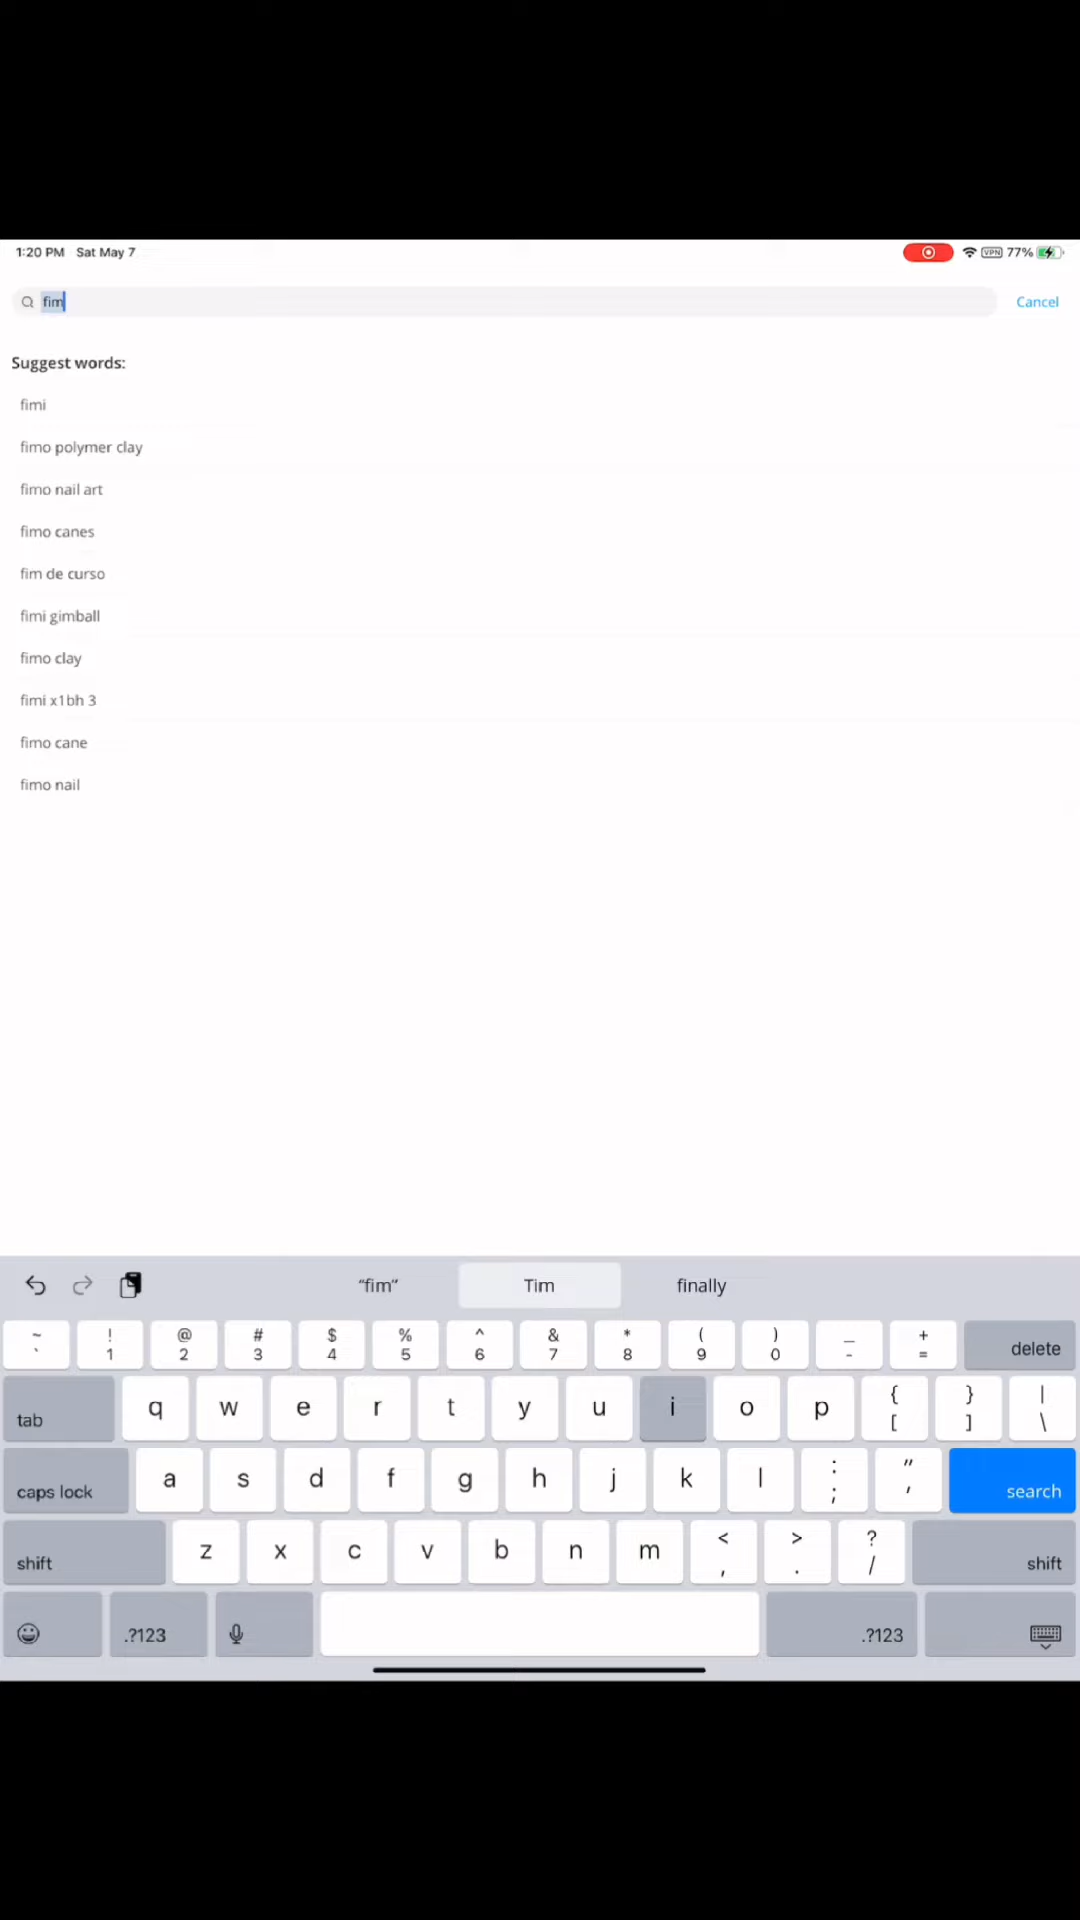 1:20 PM Sat May 7 VPN 77%
fim Cancel
Suggest words:
fimi
fimo polymer clay
fimo nail art
fimo canes
fim de curso
fimi gimball
fimo clay
fimi x1bh 3
fimo cane
fimo nail
“fim” Tim finally
~ ! @ # $ % ^ & * ( ) _ +
` 1 2 3 4 5 6 7 8 9 0 - = delete
tab q w e r t y u i o p { [ } ] | \
caps lock a s d f g h j k l : ; " ' search
shift z x c v b n m < , > . ? / shift
.?123 .?123